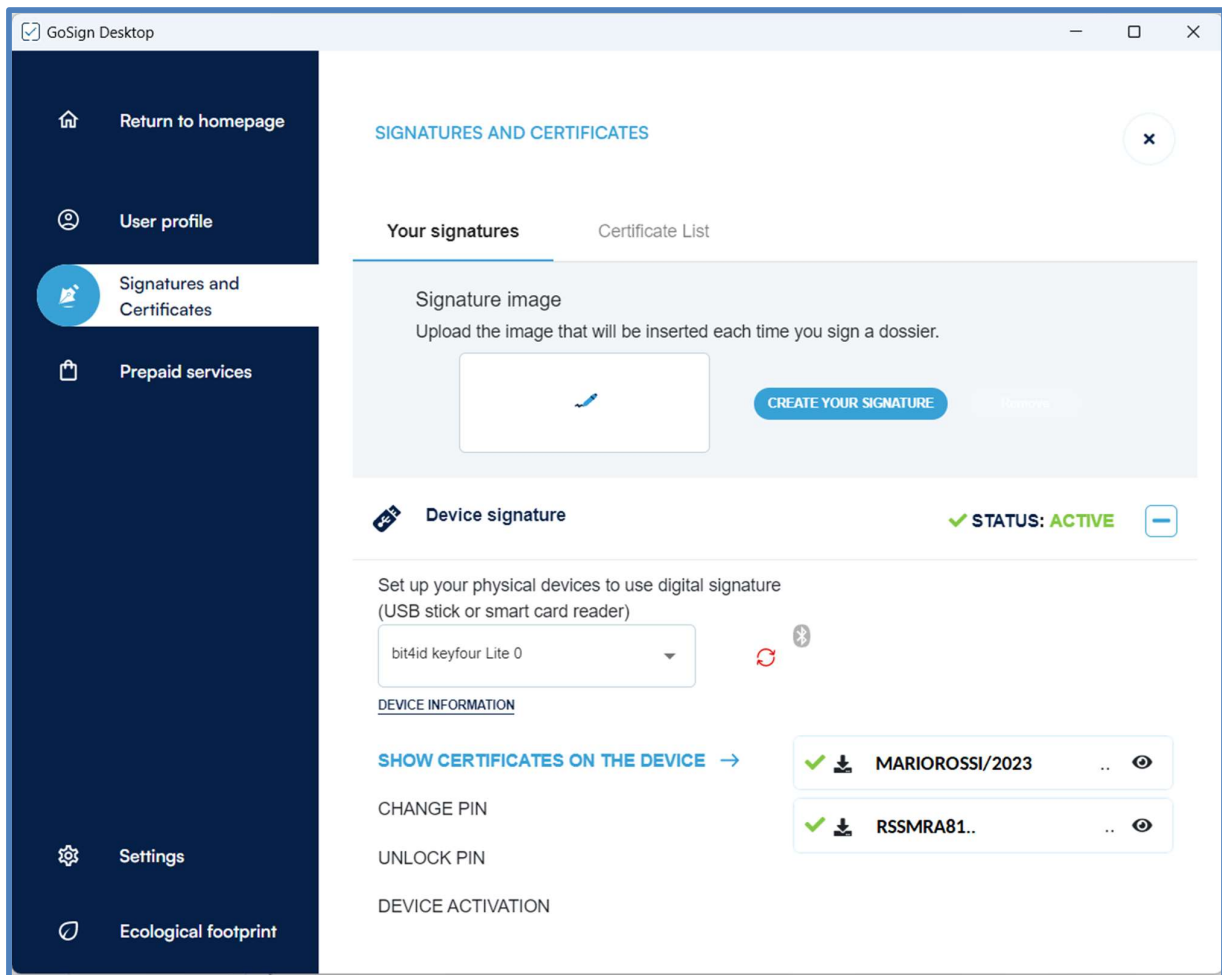 GoSign Desktop
Return to homepage
User profile
Signatures and
Certificates
Prepaid services
Settings
Ecological footprint
SIGNATURES AND CERTIFICATES
Your signatures
Certificate List
Signature image
Upload the image that will be inserted each time you sign a dossier.
CREATE YOUR SIGNATURE
Remove
Device signature
STATUS: ACTIVE
Set up your physical devices to use digital signature
(USB stick or smart card reader)
bit4id keyfour Lite 0
DEVICE INFORMATION
SHOW CERTIFICATES ON THE DEVICE →
CHANGE PIN
UNLOCK PIN
DEVICE ACTIVATION
MARIOROSSI/2023 ..
RSSMRA81.. ..